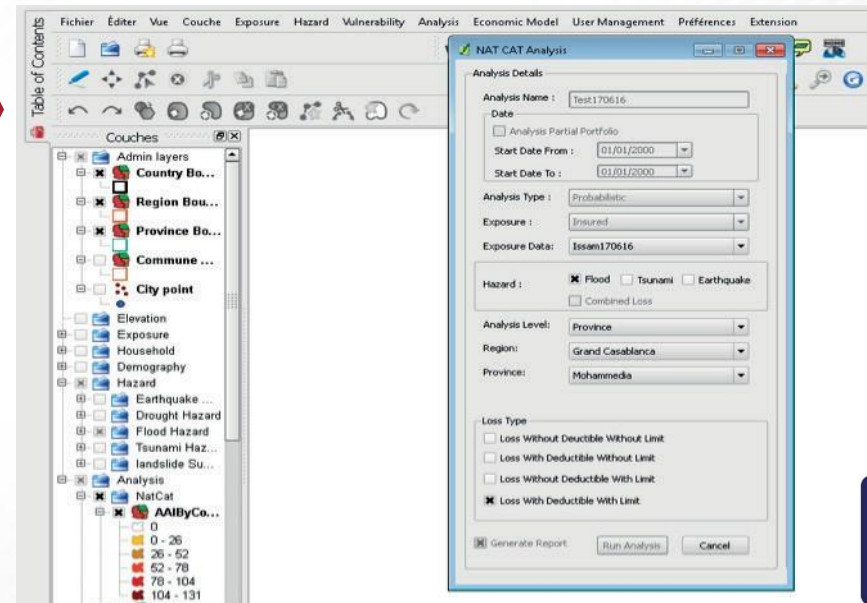 Fichier Éditer Vue Couche Exposure Hazard Vulnerability Analysis Economic Model User Management Préférences Extension
Table of Contents
Couches
Admin layers
Country Bo...
Region Bou...
Province Bo...
Commune ...
City point
Elevation
Exposure
Household
Demography
Hazard
Earthquake ...
Drought Hazard
Flood Hazard
Tsunami Haz...
landslide Su...
Analysis
NatCat
AAlByCo...
0
0 - 26
26 - 52
52 - 78
78 - 104
104 - 131
NAT CAT Analysis
Analysis Details
Analysis Name : Test170616
Date
Analysis Partial Portfolio
Start Date From : 01/01/2000
Start Date To : 01/01/2000
Analysis Type : Probabilistic
Exposure : Insured
Exposure Data: Issam170616
Hazard : Flood Tsunami Earthquake
Combined Loss
Analysis Level: Province
Region: Grand Casablanca
Province: Mohammedia
Loss Type
Loss Without Deuctible Without Limit
Loss With Deductible Without Limit
Loss Without Deductible With Limit
Loss With Deductible With Limit
Generate Report Run Analysis Cancel